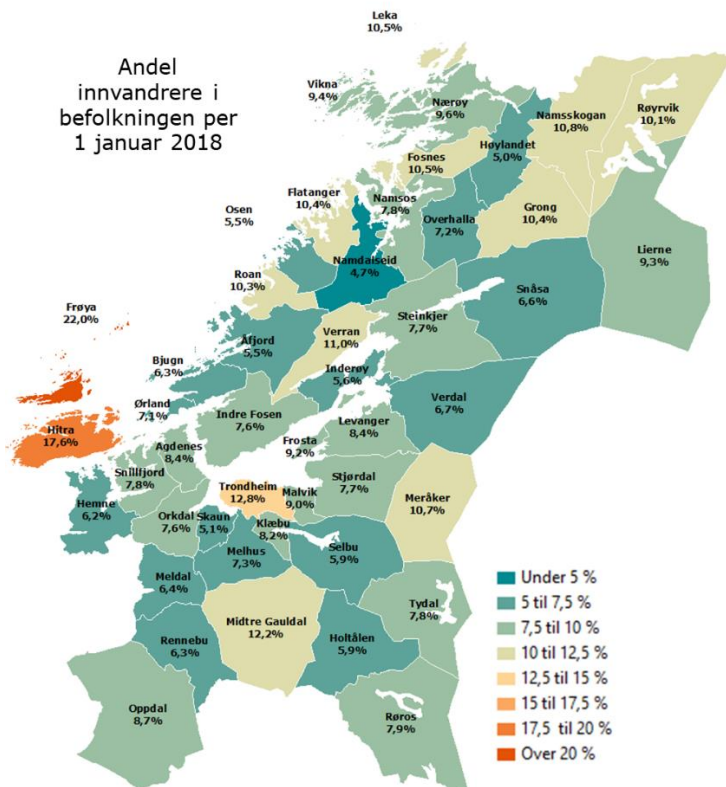 Leka
10,5%
Andel
innvandrere i
befolkningen per
1 januar 2018
Vikna
9,4%
Nærøy
9,6%
Namsskogan
10,8%
Røyrvik
10,1%
Høylandet
5,0%
Fosnes
10,5%
Flatanger
10,4%
Namsos
7,8%
Grong
10,4%
Osen
5,5%
Overhalla
7,2%
Lierne
9,3%
Namdalseid
4,7%
Roan
10,3%
Snåsa
6,6%
Frøya
22,0%
Steinkjer
7,7%
Verran
11,0%
Åfjord
5,5%
Bjugn
6,3%
Inderøy
5,6%
Verdal
6,7%
Ørland
7,1%
Indre Fosen
7,6%
Levanger
8,4%
Hitra
17,6%
Agdenes
8,4%
Frosta
9,2%
Snillfjord
7,8%
Stjørdal
7,7%
Trondheim
12,8%
Malvik
9,0%
Meråker
10,7%
Hemne
6,2%
Orkdal
7,6%
Skaun
5,1%
Klæbu
8,2%
Melhus
7,3%
Selbu
5,9%
Meldal
6,4%
Under 5 %
5 til 7,5 %
7,5 til 10 %
10 til 12,5 %
12,5 til 15 %
15 til 17,5 %
17,5 til 20 %
Over 20 %
Tydal
7,8%
Midtre Gauldal
12,2%
Rennebu
6,3%
Holtålen
5,9%
Oppdal
8,7%
Røros
7,9%